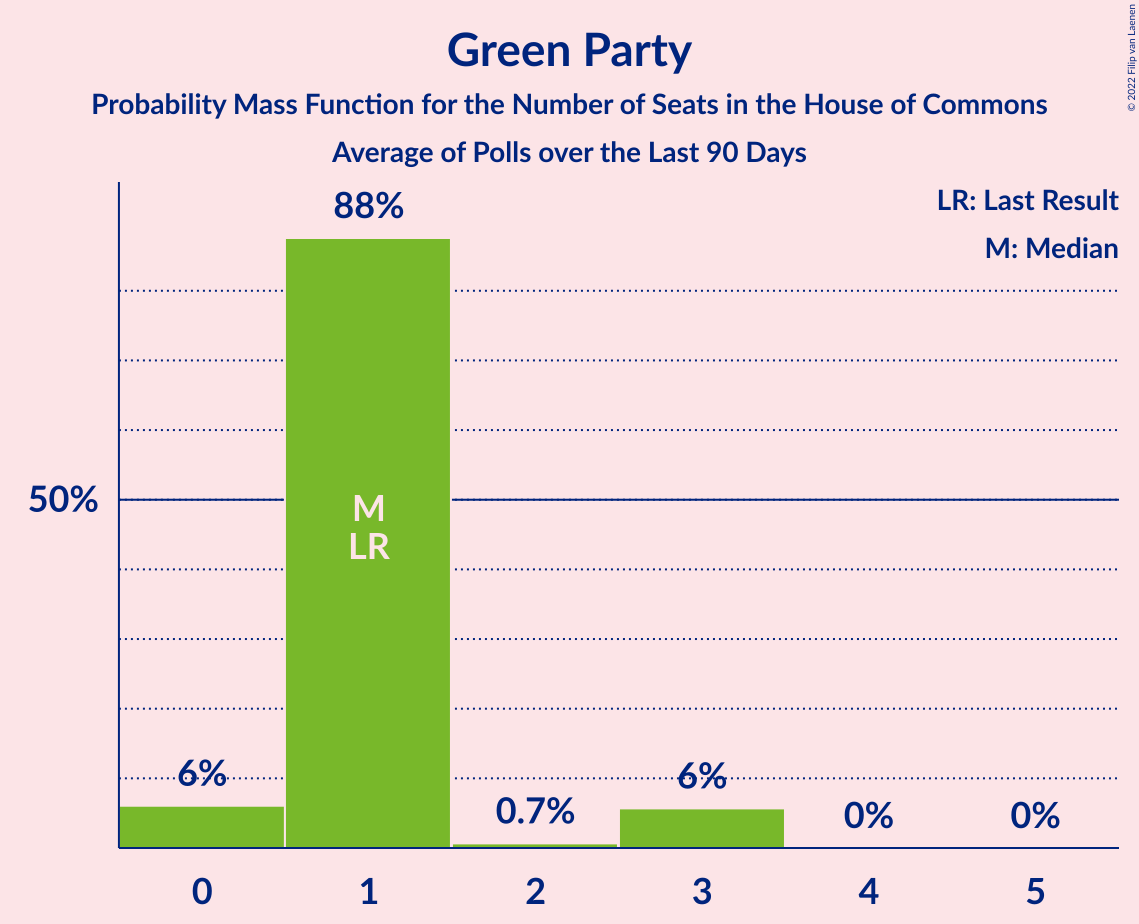 Green Party
Probability Mass Function for the Number of Seats in the House of Commons
Average of Polls over the Last 90 Days
© 2022 Filip van Laenen
LR: Last Result
M: Median
88%
50%
M
LR
6%
0.7%
6%
0%
0%
0 1 2 3 4 5